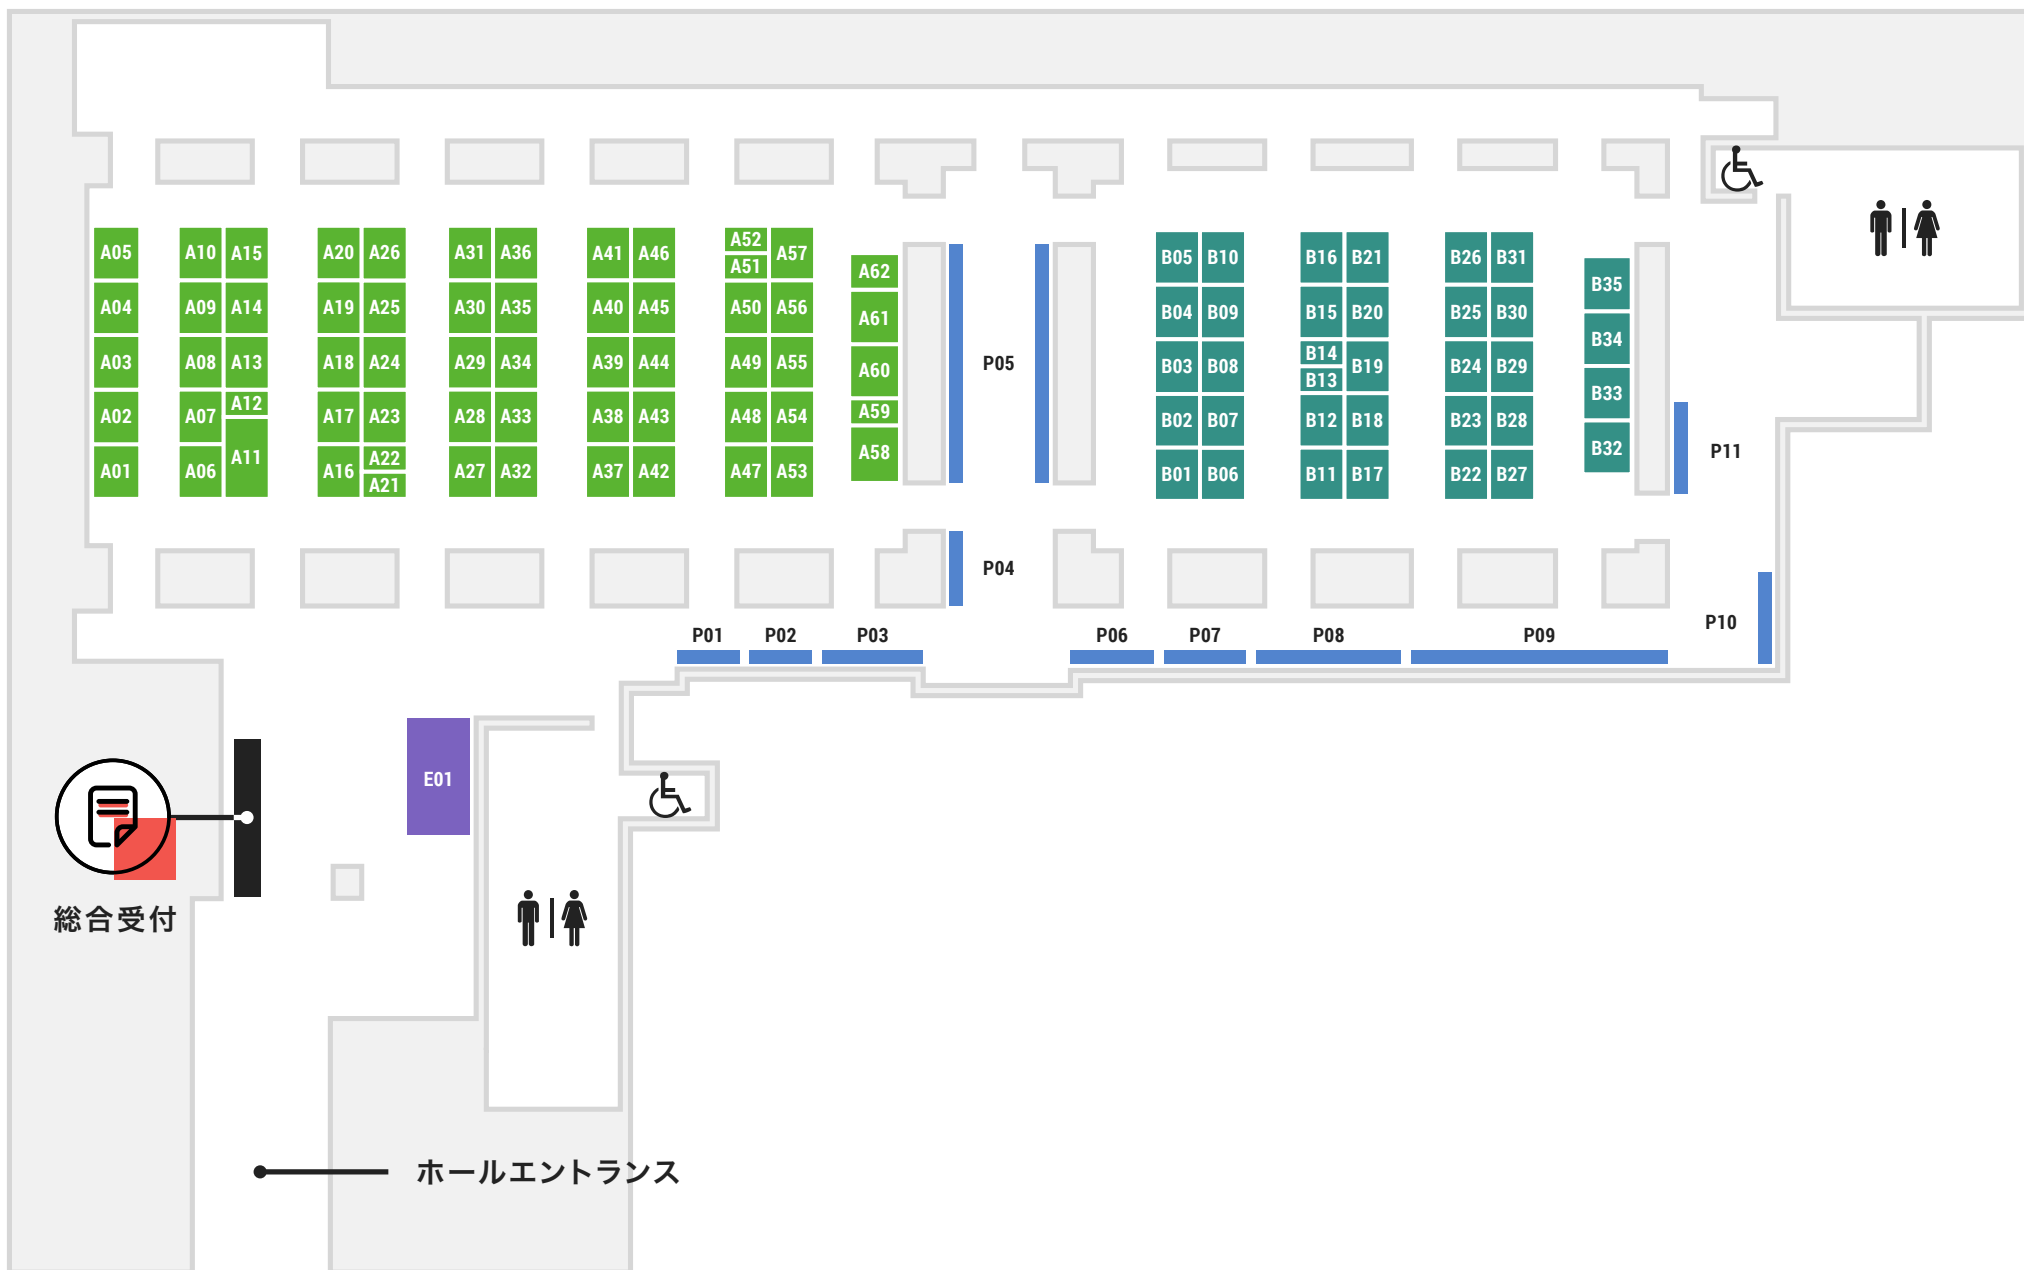 A05 A10 A15 A20 A26 A31 A36 A41 A46 A52 A57
A51
A62
B05 B10 B16 B21 B26 B31
B35
A04 A09 A14 A19 A25 A30 A35 A40 A45 A50 A56
A61
B04 B09 B15 B20 B25 B30
B34
A03 A08 A13 A18 A24 A29 A34 A39 A44 A49 A55
A60
P05
B03 B08 B14 B19 B24 B29
B13
B33
A02 A07 A12 A17 A23 A28 A33 A38 A43 A48 A54
A59
B02 B07 B12 B18 B23 B28
B32
P11
A01 A06 A11 A16 A22 A27 A32 A37 A42 A47 A53
A21
A58
B01 B06 B11 B17 B22 B27
P04
P01 P02 P03 P06 P07 P08 P09
P10
E01
総合受付
ホールエントランス